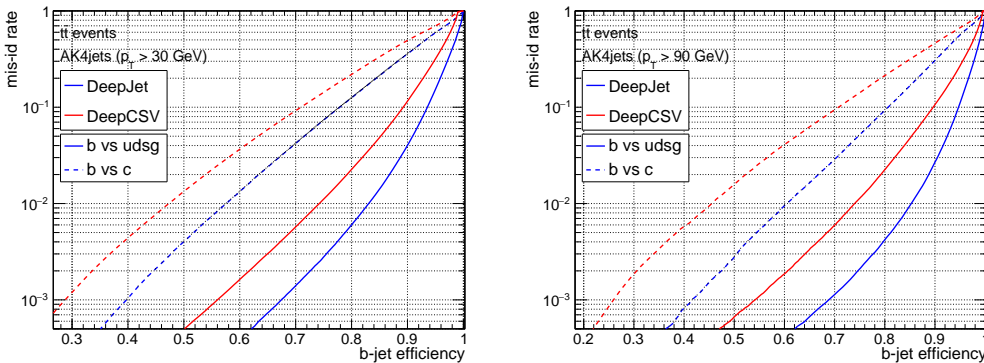 mis-id rate
1
10⁻¹
10⁻²
10⁻³
tt events
AK4jets (p_T > 30 GeV)
DeepJet
DeepCSV
b vs udsg
b vs c
0.3 0.4 0.5 0.6 0.7 0.8 0.9 1
b-jet efficiency
mis-id rate
1
10⁻¹
10⁻²
10⁻³
tt events
AK4jets (p_T > 90 GeV)
DeepJet
DeepCSV
b vs udsg
b vs c
0.2 0.3 0.4 0.5 0.6 0.7 0.8 0.9 1
b-jet efficiency